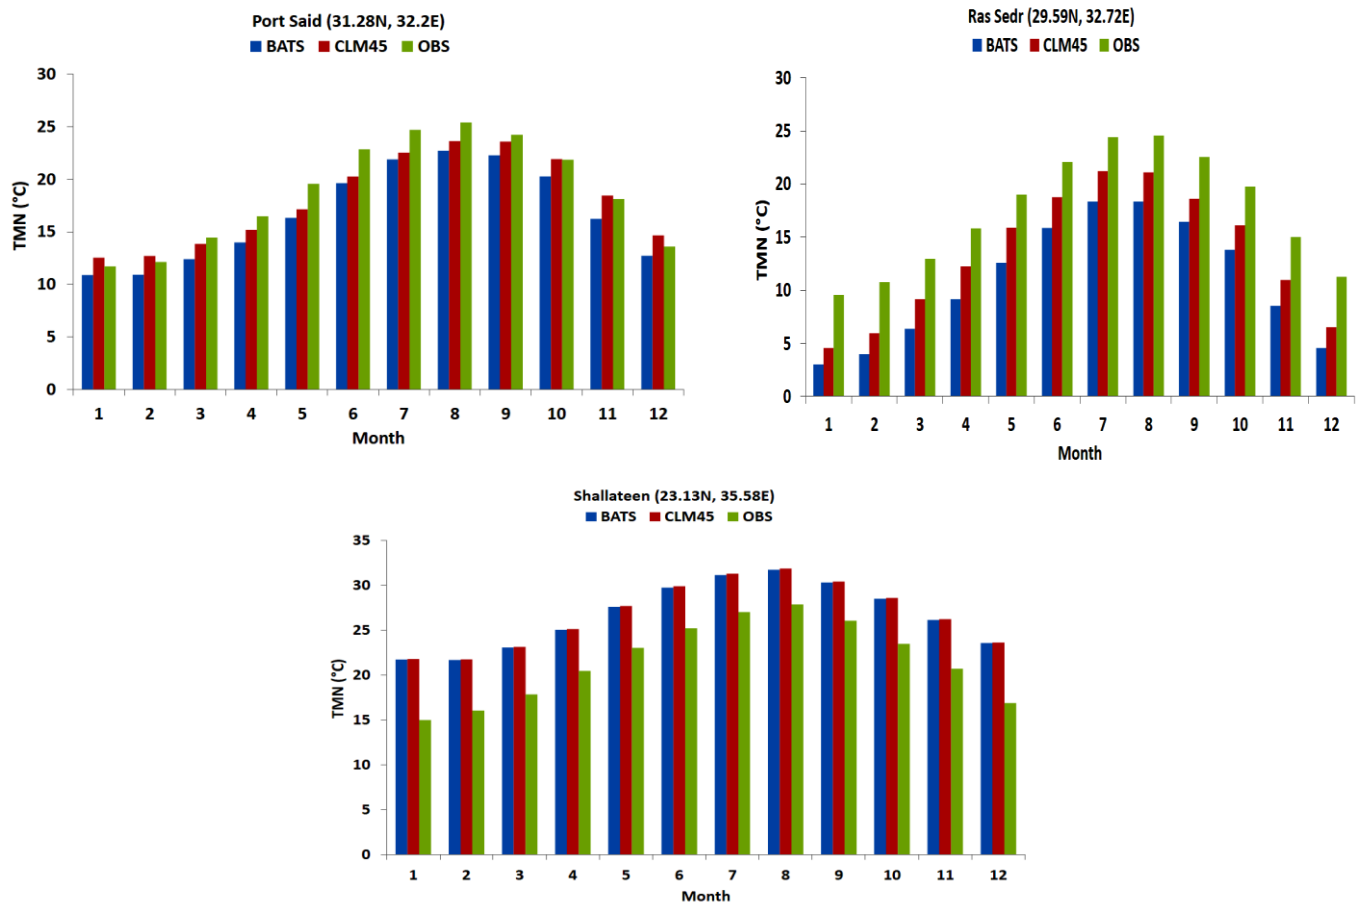 Port Said (31.28N, 32.2E)
BATS CLM45 OBS
30
25
20
15
10
5
0
TMN (°C)
1 2 3 4 5 6 7 8 9 10 11 12
Month
Ras Sedr (29.59N, 32.72E)
BATS CLM45 OBS
30
25
20
15
10
5
0
TMN (°C)
1 2 3 4 5 6 7 8 9 10 11 12
Month
Shallateen (23.13N, 35.58E)
BATS CLM45 OBS
35
30
25
20
15
10
5
0
TMN (°C)
1 2 3 4 5 6 7 8 9 10 11 12
Month